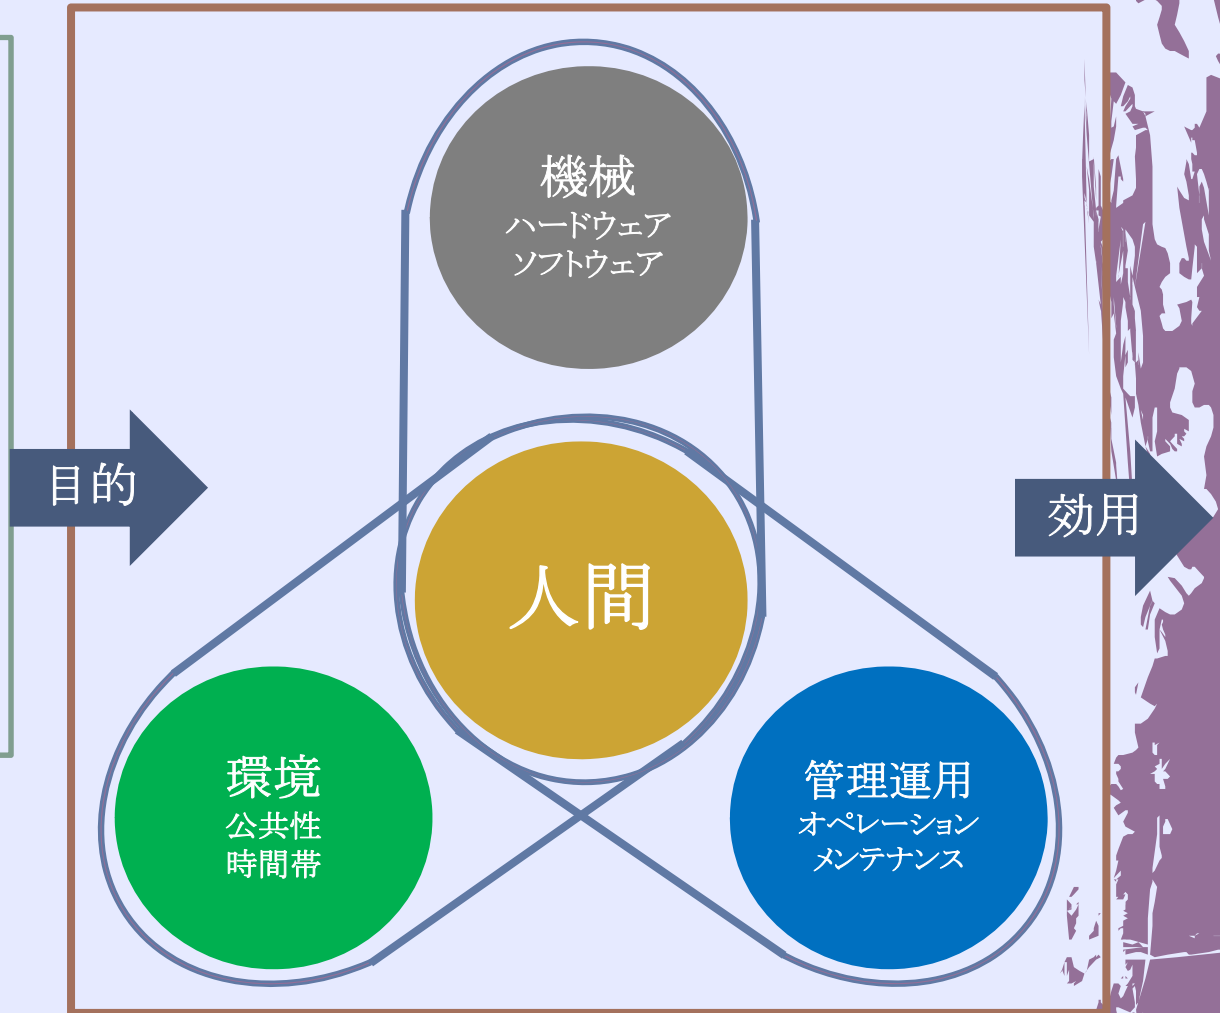 機械
ハードウェア
ソフトウェア
目的
効用
人間
環境
公共性
時間帯
管理運用
オペレーション
メンテナンス